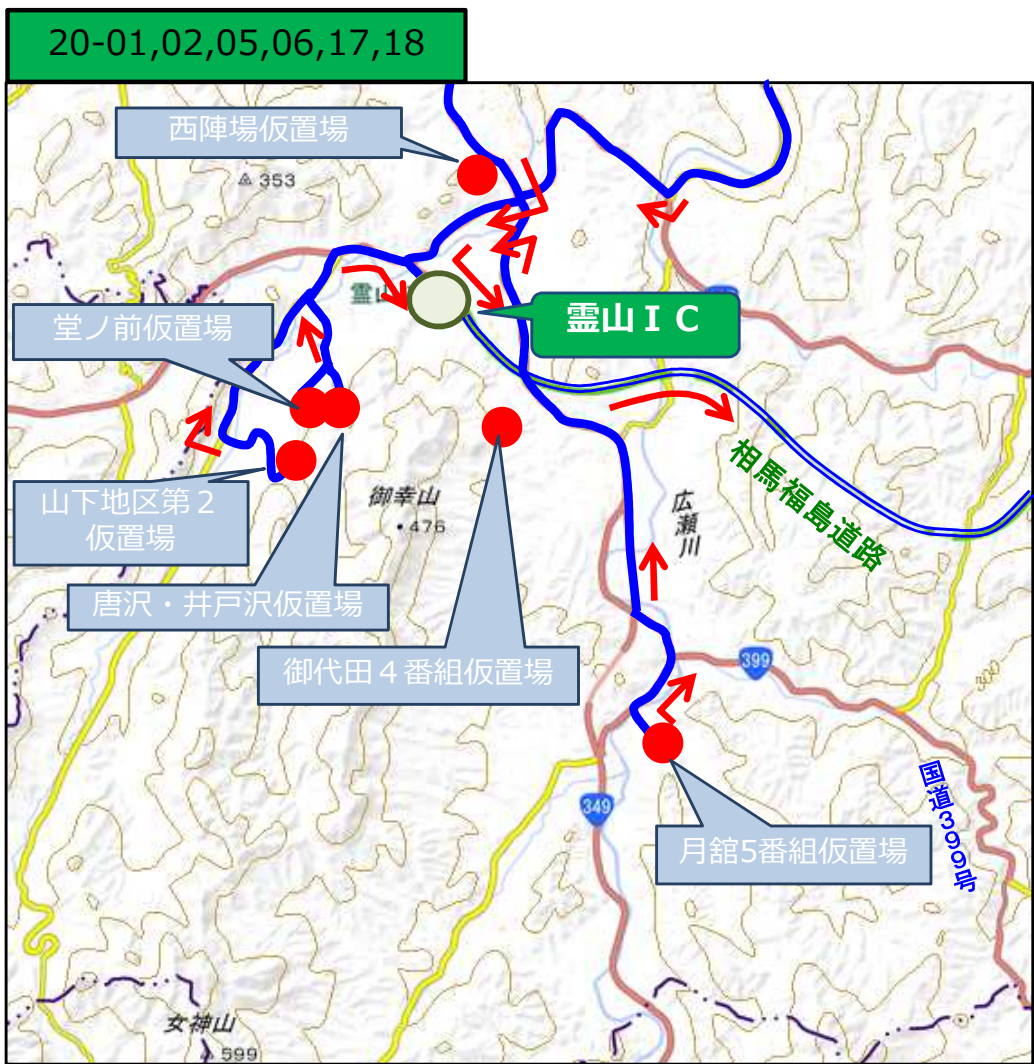 20-01,02,05,06,17,18
西陣場仮置場
353
霊山
霊山ＩＣ
堂ノ前仮置場
相馬福島道路
山下地区第２
仮置場
御幸山
・476
広瀬川
唐沢・井戸沢仮置場
御代田４番組仮置場
399
国道399号
349
月舘5番組仮置場
女神山
599